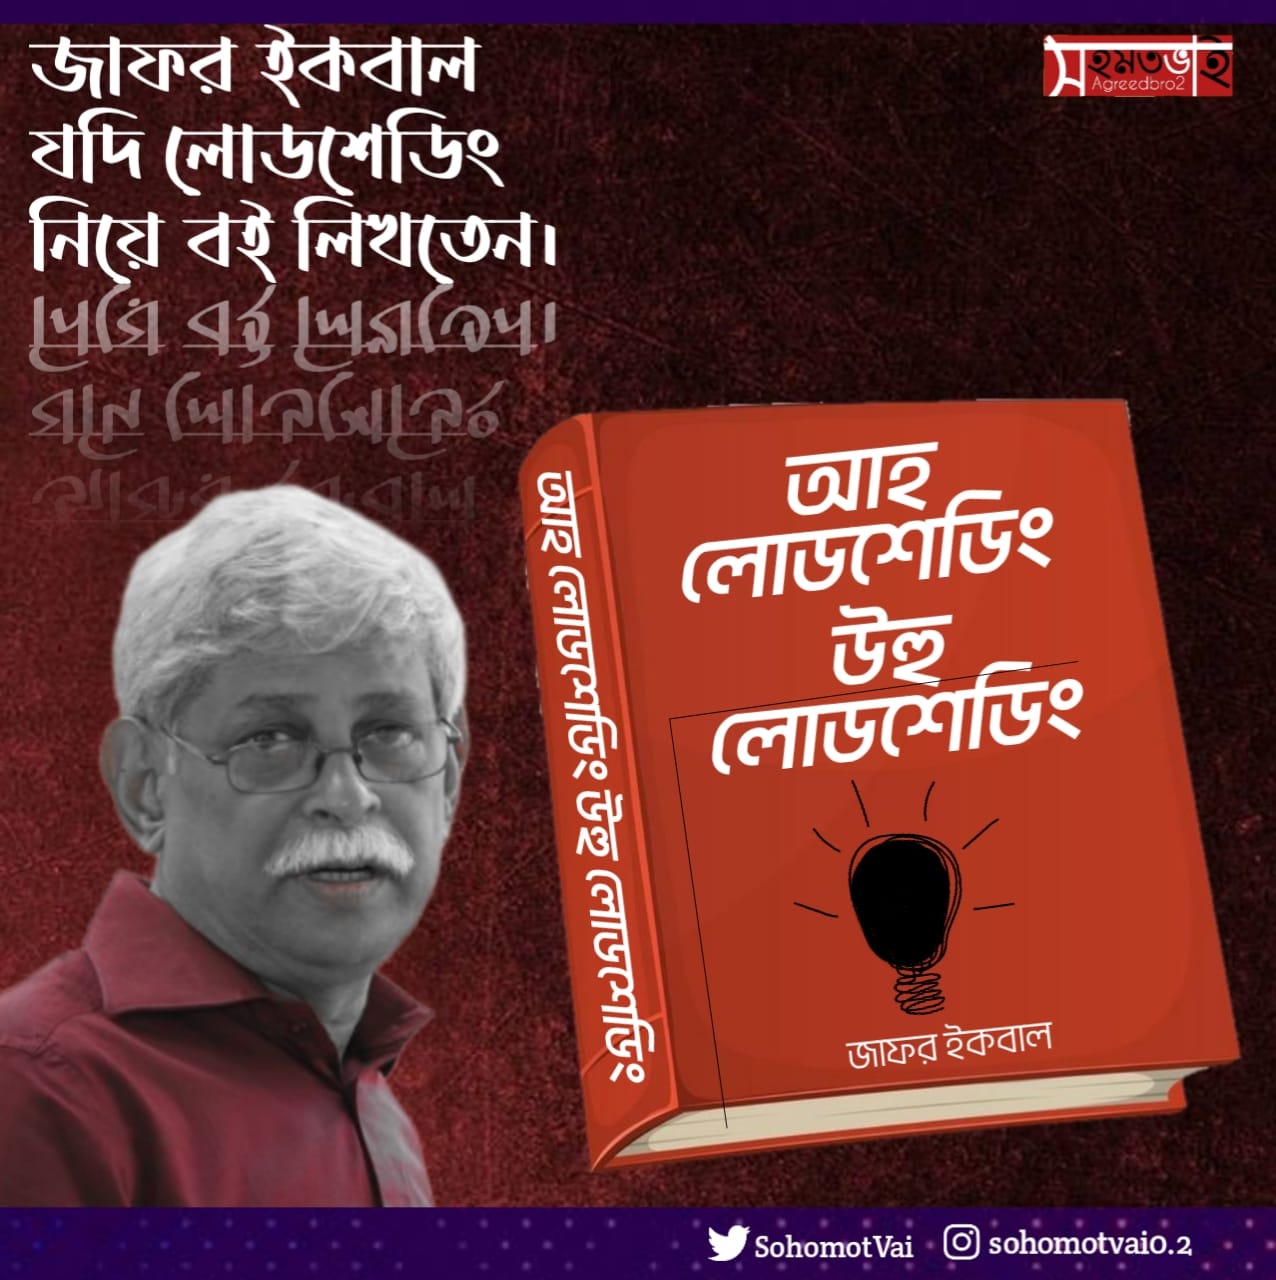 জাফর ইকবাল
যদি লোডশেডিং
নিয়ে বই লিখতেন।
সহমতভাই
Agreedbro2
আহ
লোডশেডিং
উহু
লোডশেডিং
জাফর ইকবাল
আহ লোডশেডিং উহু লোডশেডিং
SohomotVai
sohomotvai0.2